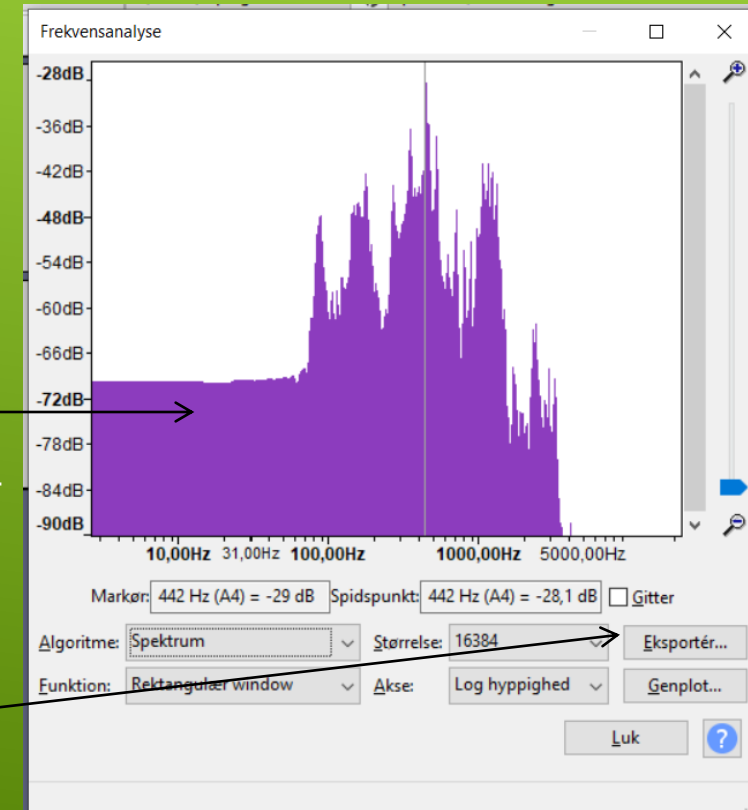 Frekvensanalyse
-28dB
-36dB
-42dB
-48dB
-54dB
-60dB
-66dB
-72dB
-78dB
-84dB
-90dB
10,00Hz 31,00Hz 100,00Hz 1000,00Hz 5000,00Hz
Markør: 442 Hz (A4) = -29 dB Spidspunkt: 442 Hz (A4) = -28,1 dB Gitter
Algoritme: Spektrum Størrelse: 16384 Eksportér...
Funktion: Rektangulær window Akse: Log hyppighed Genplot...
Luk ?